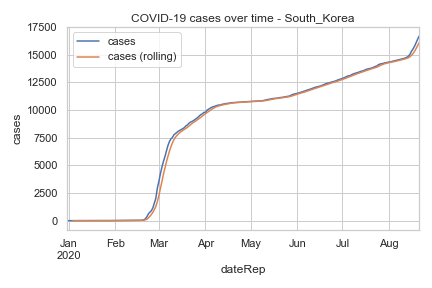 COVID-19 cases over time - South_Korea
cases
cases (rolling)
17500
15000
12500
10000
7500
5000
2500
0
cases
Jan Feb Mar Apr May Jun Jul Aug
2020
dateRep